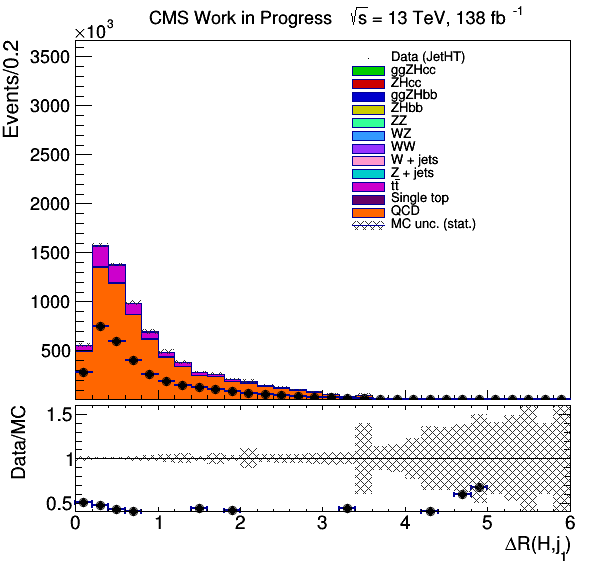 CMS Work in Progress √s = 13 TeV, 138 fb⁻¹
×10³
Events/0.2
3500
3000
2500
2000
1500
1000
500
Data (JetHT)
ggZHcc
ZHcc
ggZHbb
ZHbb
ZZ
WZ
WW
W + jets
Z + jets
tt̄
Single top
QCD
MC unc. (stat.)
Data/MC
1.5
1
0.5
0 1 2 3 4 5 6
ΔR(H,j₁)